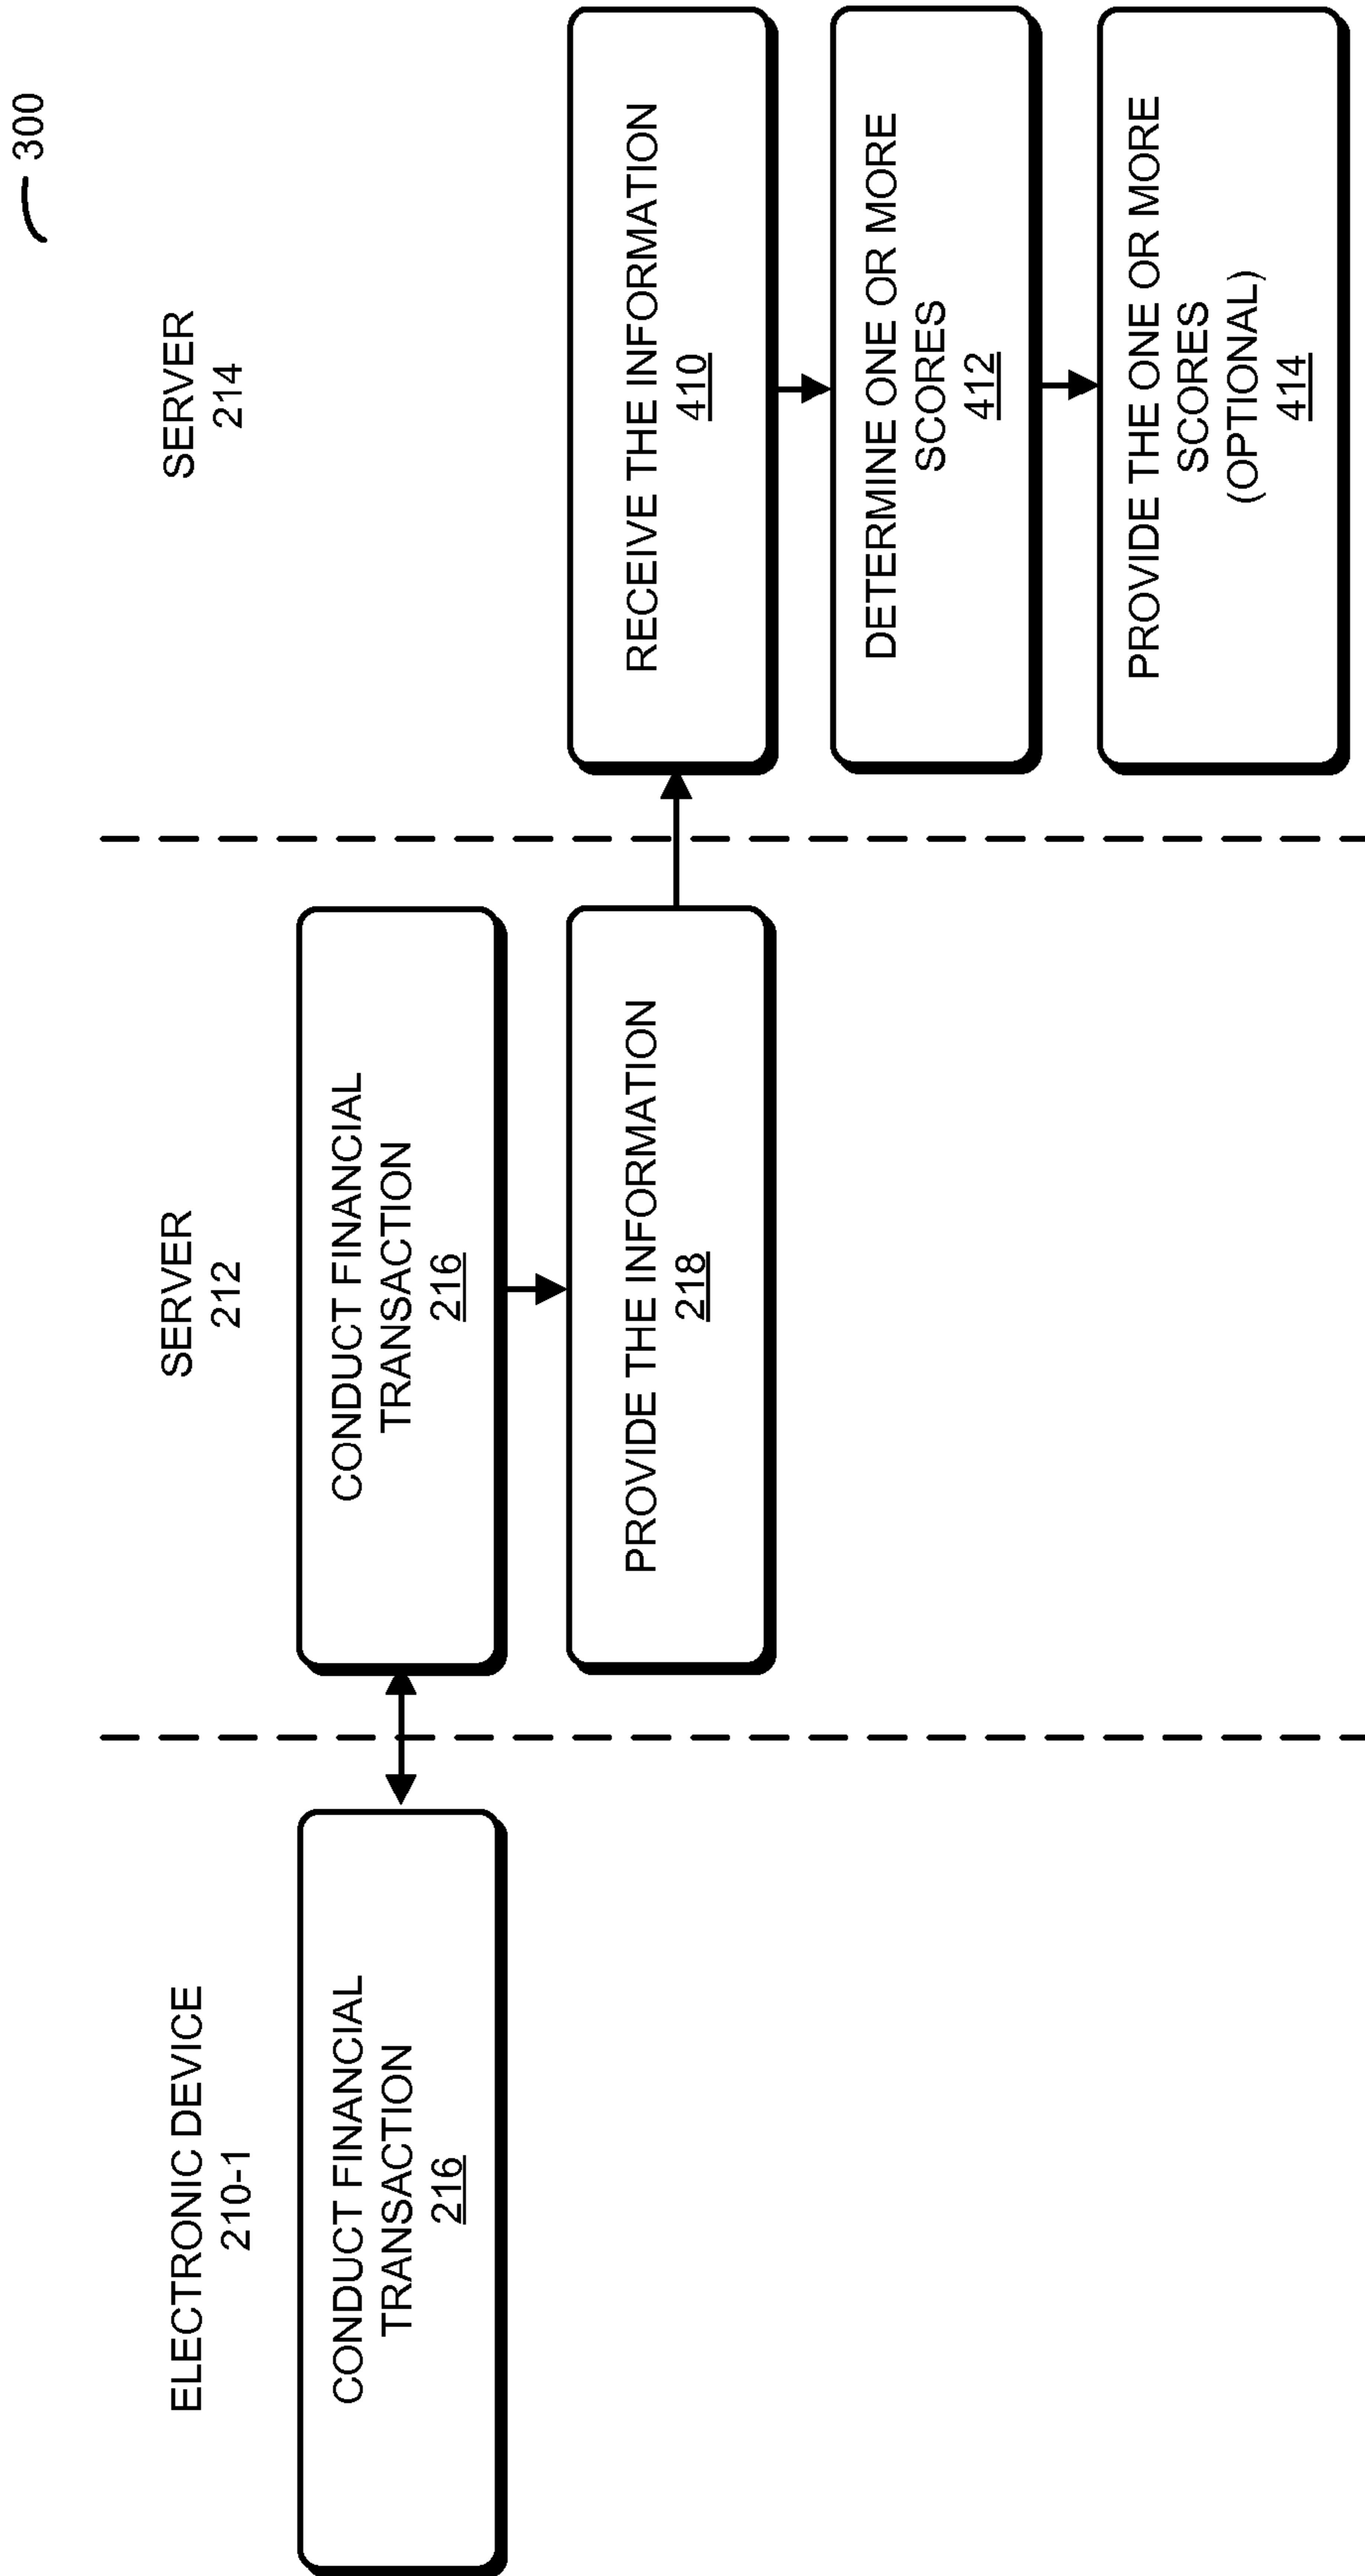 300
ELECTRONIC DEVICE
210-1
SERVER
212
SERVER
214
CONDUCT FINANCIAL
TRANSACTION
216
CONDUCT FINANCIAL
TRANSACTION
216
PROVIDE THE INFORMATION
218
RECEIVE THE INFORMATION
410
DETERMINE ONE OR MORE
SCORES
412
PROVIDE THE ONE OR MORE
SCORES
(OPTIONAL)
414